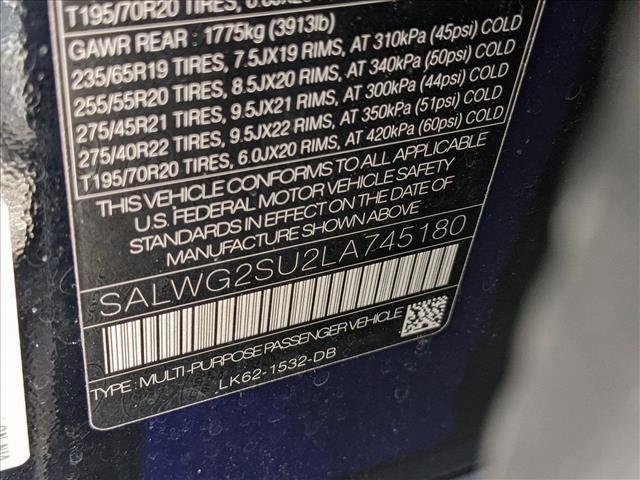 T195/70R20 TIRES,
GAWR REAR : 1775kg (3913lb)
235/65R19 TIRES, 7.5JX19 RIMS, AT 310kPa (45psi) COLD
255/55R20 TIRES, 8.5JX20 RIMS, AT 340kPa (50psi) COLD
275/45R21 TIRES, 9.5JX21 RIMS, AT 300kPa (44psi) COLD
275/40R22 TIRES, 9.5JX22 RIMS, AT 350kPa (51psi) COLD
T195/70R20 TIRES, 6.0JX20 RIMS, AT 420kPa (60psi) COLD
THIS VEHICLE CONFORMS TO ALL APPLICABLE
U.S. FEDERAL MOTOR VEHICLE SAFETY
STANDARDS IN EFFECT ON THE DATE OF
MANUFACTURE SHOWN ABOVE
SALWG2SU2LA745180
TYPE : MULTI-PURPOSE PASSENGER VEHICLE
LK62-1532-DB